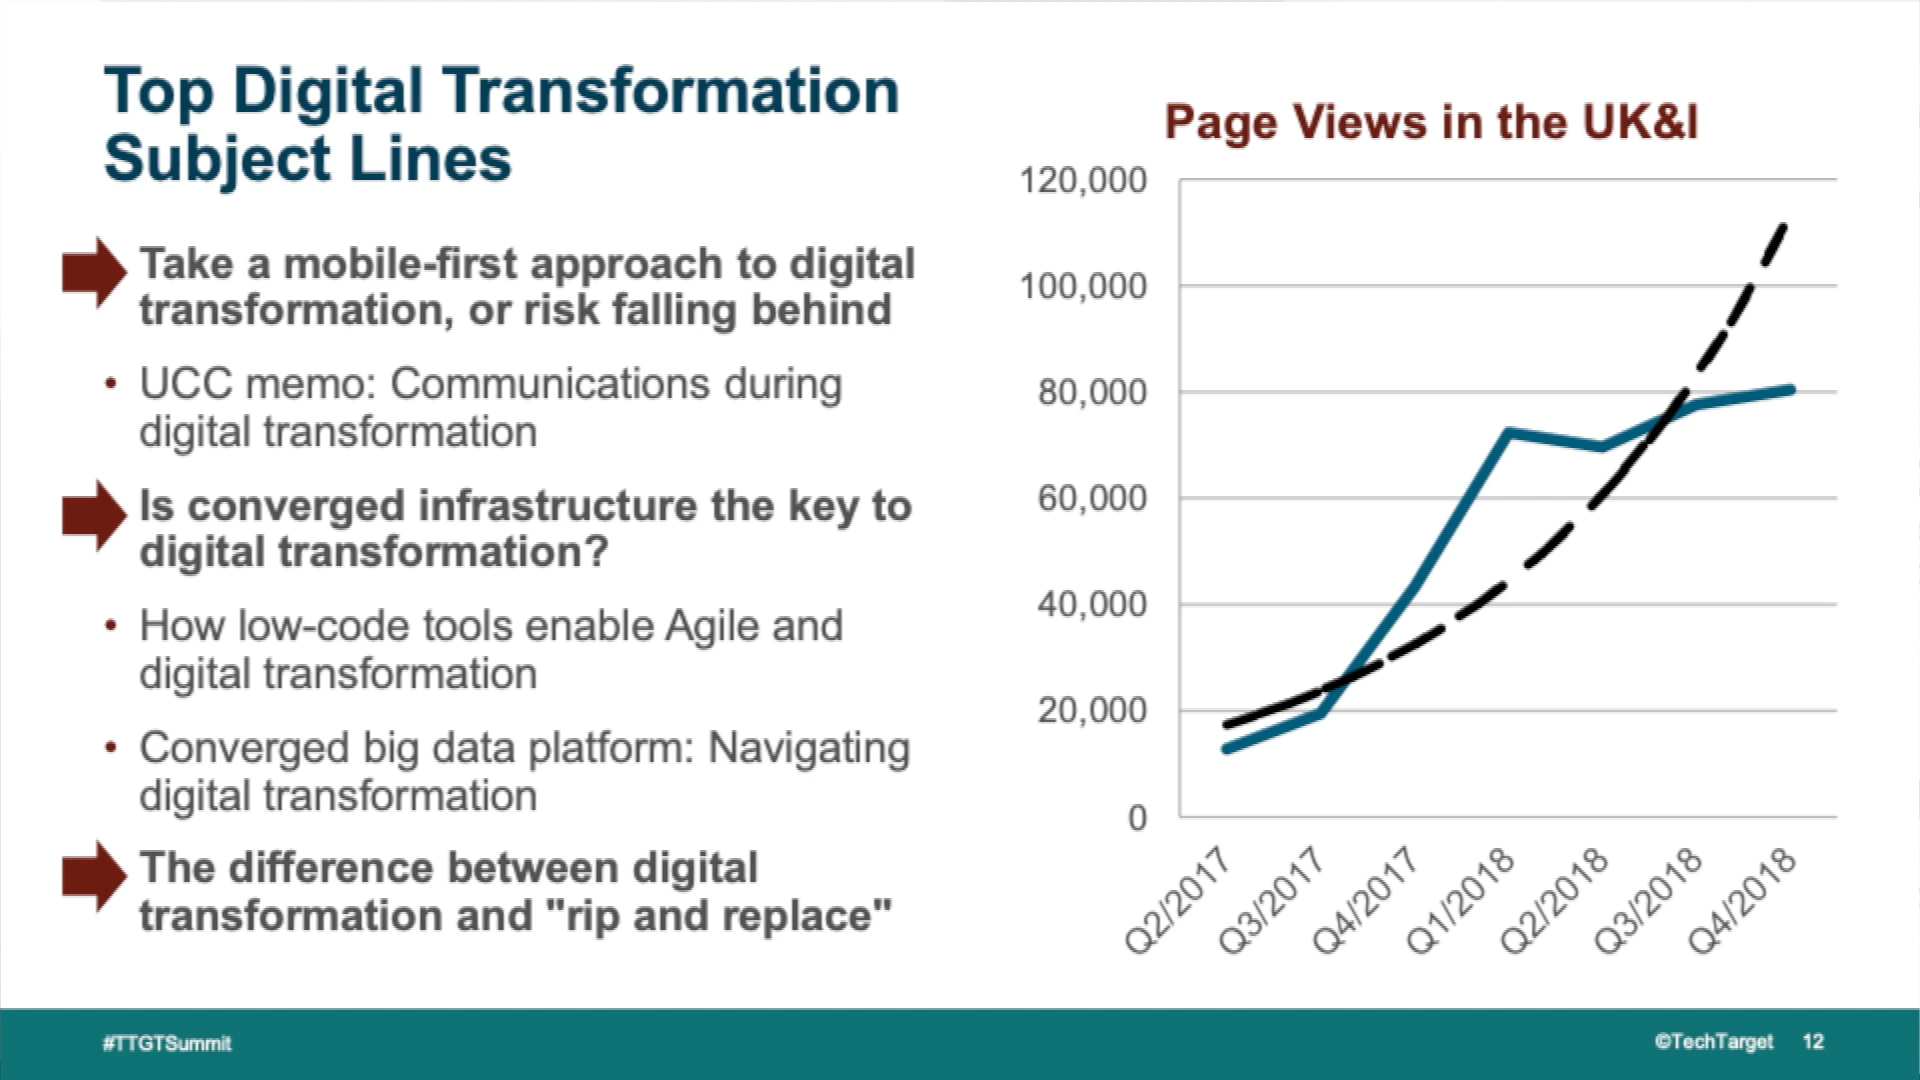 Top Digital Transformation
Subject Lines
Take a mobile-first approach to digital
transformation, or risk falling behind
• UCC memo: Communications during
digital transformation
Is converged infrastructure the key to
digital transformation?
• How low-code tools enable Agile and
digital transformation
• Converged big data platform: Navigating
digital transformation
The difference between digital
transformation and "rip and replace"
Page Views in the UK&I
120,000
100,000
80,000
60,000
40,000
20,000
0
Q2/2017
Q3/2017
Q4/2017
Q1/2018
Q2/2018
Q3/2018
Q4/2018
#TTGTSummit
©TechTarget 12